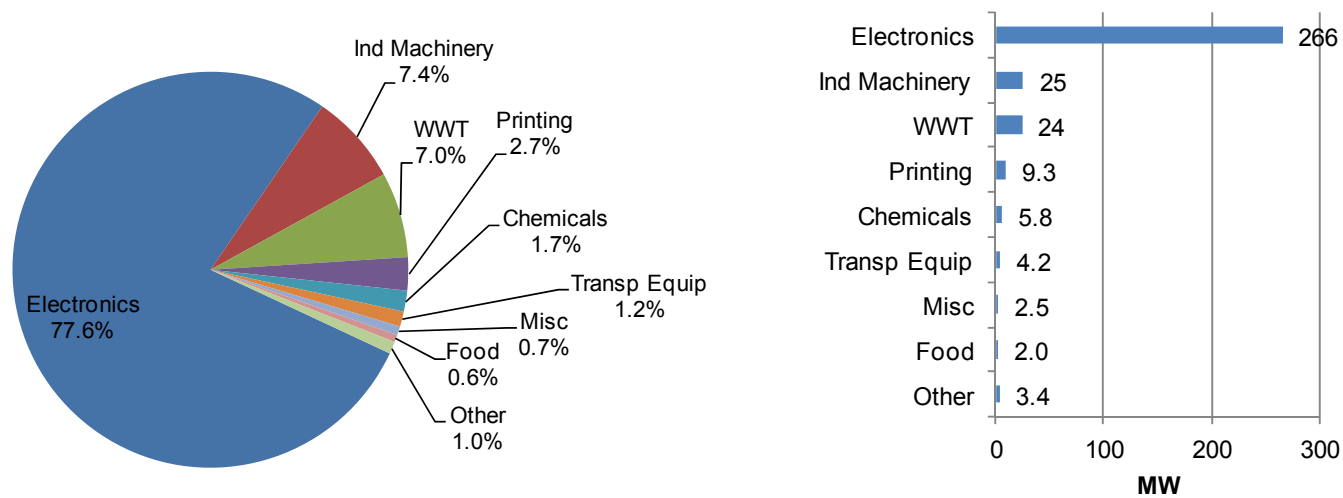 Ind Machinery
7.4%
WWT
7.0%
Printing
2.7%
Chemicals
1.7%
Transp Equip
1.2%
Misc
0.7%
Food
0.6%
Other
1.0%
Electronics
77.6%
Electronics 266
Ind Machinery 25
WWT 24
Printing 9.3
Chemicals 5.8
Transp Equip 4.2
Misc 2.5
Food 2.0
Other 3.4
0 100 200 300
MW